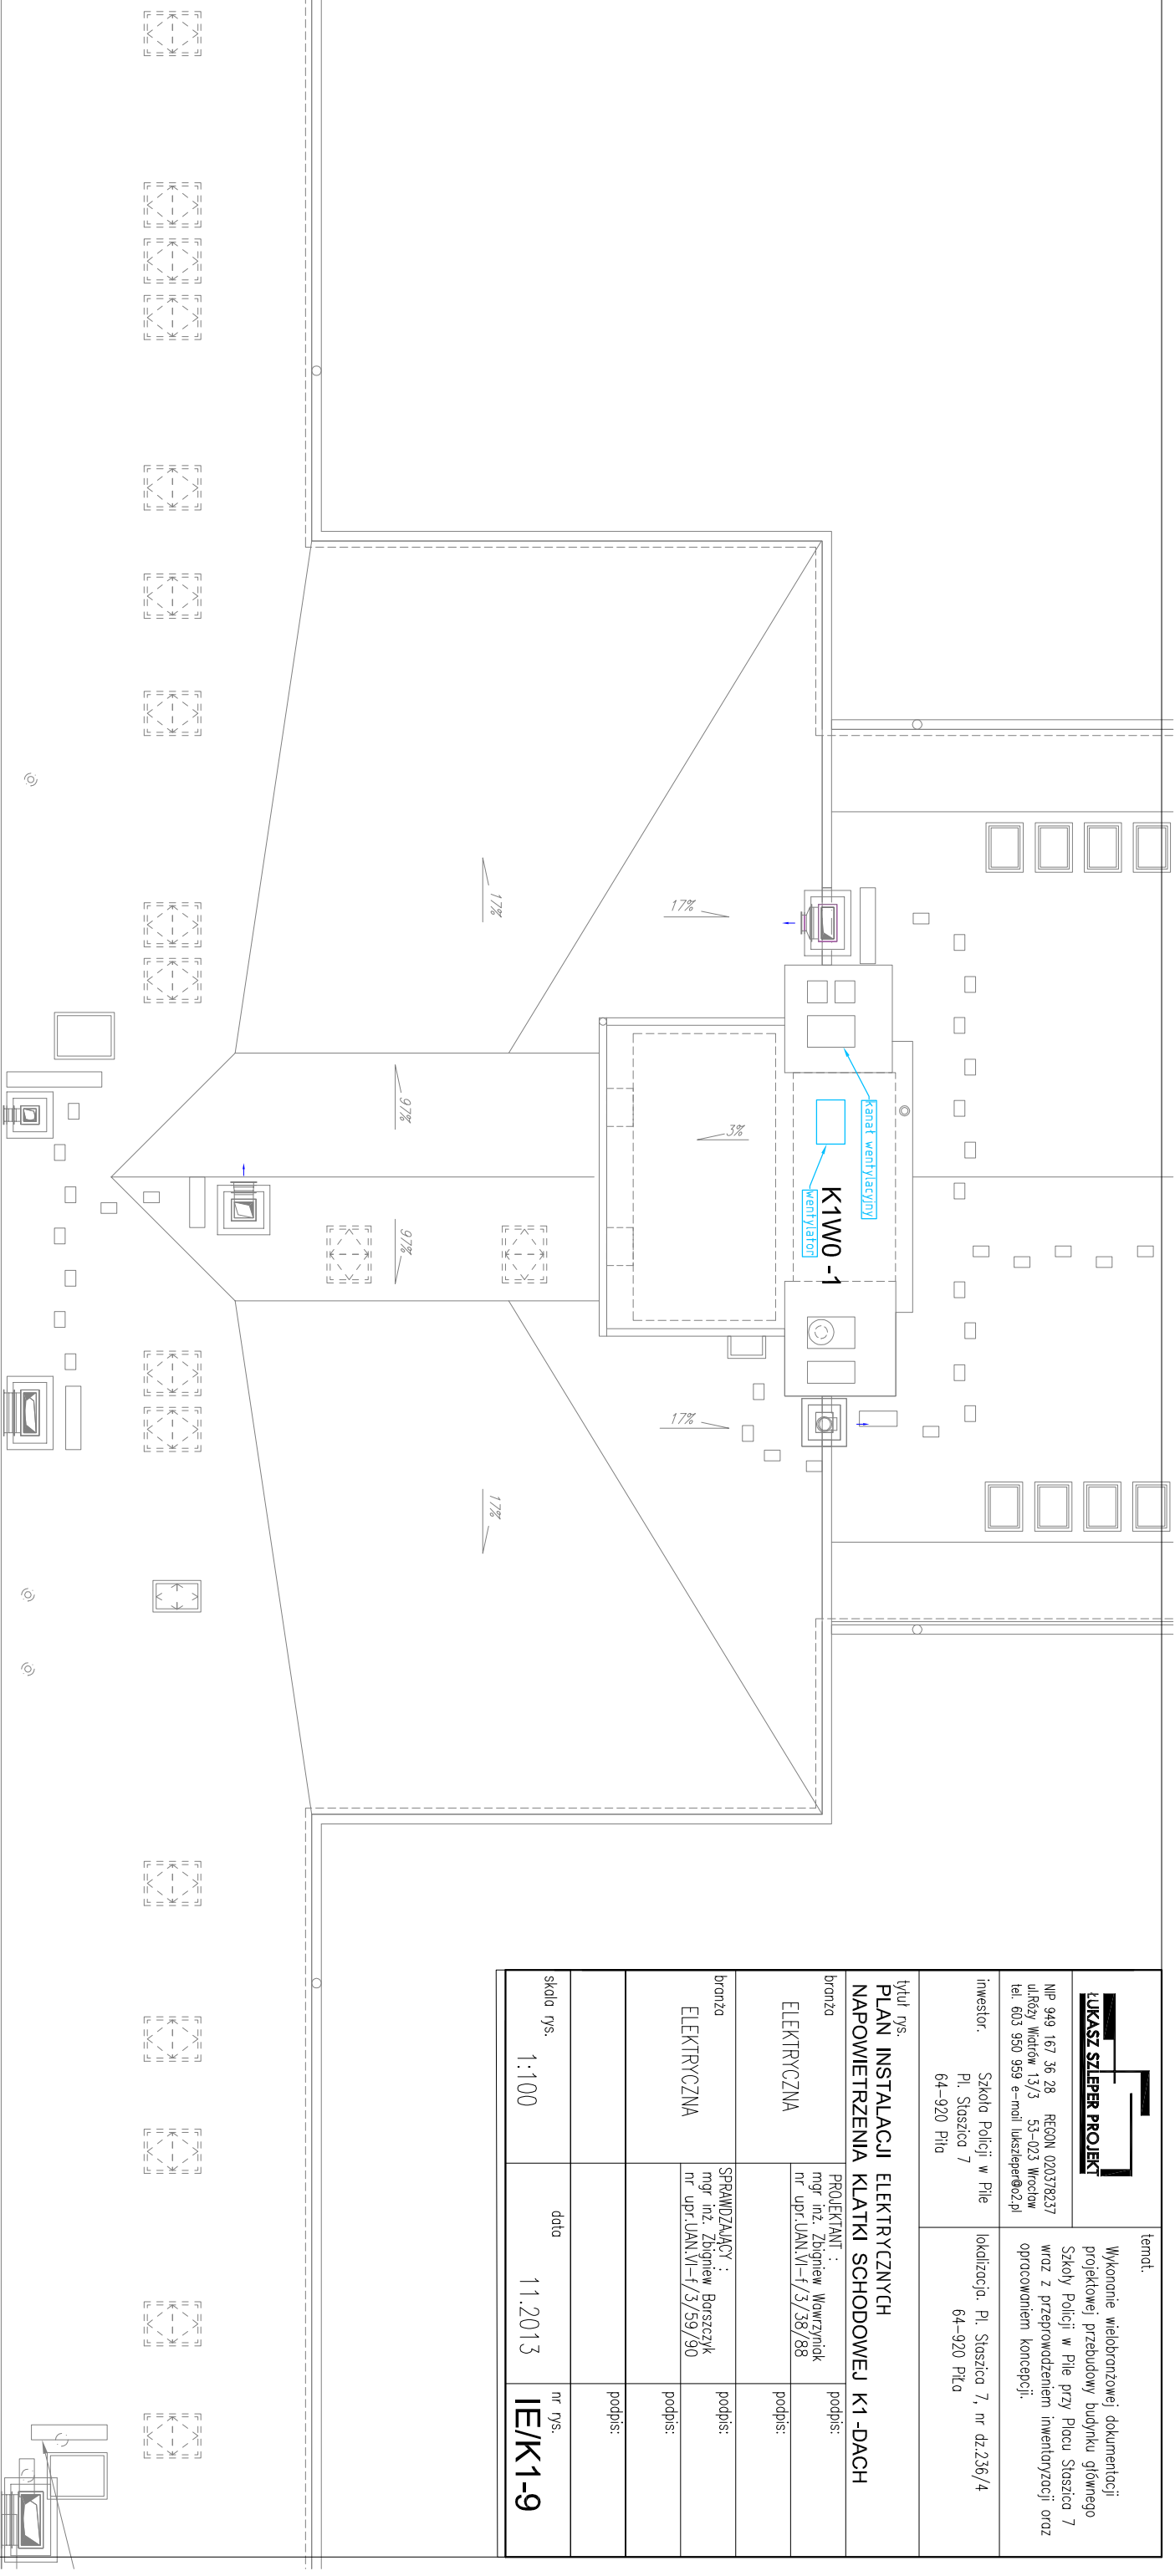 17%
17%
97%
3%
97%
17%
17%
kanał wentylacyjny
wentylator
K1W0 -1
ŁUKASZ SZLEPER PROJEKT
NIP 949 167 36 28 REGON 020378237
ul.Róży Wiatrów 13/3 53-023 Wrocław
tel. 603 950 959 e-mail lukszleper@o2.pl
temat.
Wykonanie wielobranżowej dokumentacji
projektowej przebudowy budynku głównego
Szkoły Policji w Pile przy Placu Staszica 7
wraz z przeprowadzeniem inwentaryzacji oraz
opracowaniem koncepcji.
inwestor. Szkoła Policji w Pile
Pl. Staszica 7
64-920 Piła
lokalizacja. Pl. Staszica 7, nr dz.236/4
64-920 Piła
tytuł rys.
PLAN INSTALACJI ELEKTRYCZNYCH
NAPOWIETRZENIA KLATKI SCHODOWEJ K1 -DACH
branża
ELEKTRYCZNA
PROJEKTANT :
mgr inż. Zbigniew Wawrzyniak
nr upr.UAN.VI-f/3/38/88
podpis:
podpis:
branża
ELEKTRYCZNA
SPRAWDZAJĄCY :
mgr inż. Zbigniew Barszczyk
nr upr.UAN.VI-f/3/59/90
podpis:
podpis:
podpis:
skala rys.
1:100
data
11.2013
nr rys.
IE/K1-9